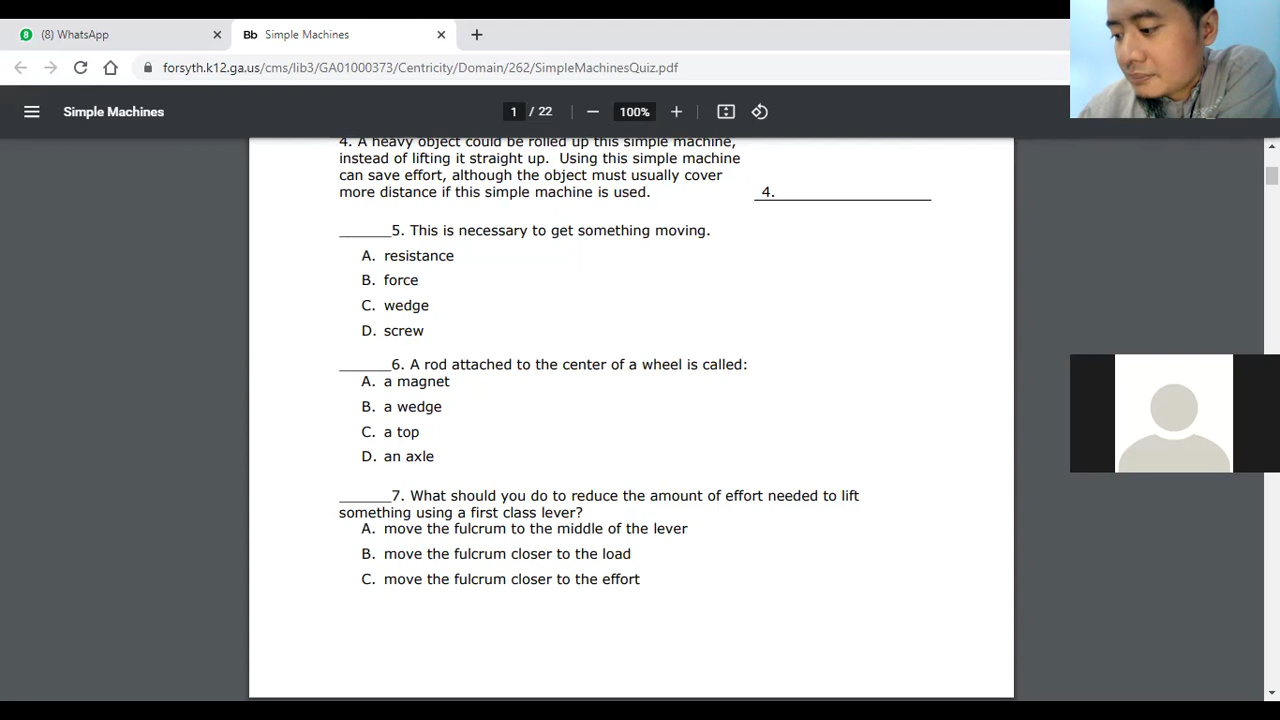 (8) WhatsApp
Bb Simple Machines
forsyth.k12.ga.us/cms/lib3/GA01000373/Centricity/Domain/262/SimpleMachinesQuiz.pdf
Simple Machines
1 / 22
100%
4. A heavy object could be rolled up this simple machine,
instead of lifting it straight up. Using this simple machine
can save effort, although the object must usually cover
more distance if this simple machine is used. 4.
______5. This is necessary to get something moving.
A. resistance
B. force
C. wedge
D. screw
______6. A rod attached to the center of a wheel is called:
A. a magnet
B. a wedge
C. a top
D. an axle
______7. What should you do to reduce the amount of effort needed to lift
something using a first class lever?
A. move the fulcrum to the middle of the lever
B. move the fulcrum closer to the load
C. move the fulcrum closer to the effort